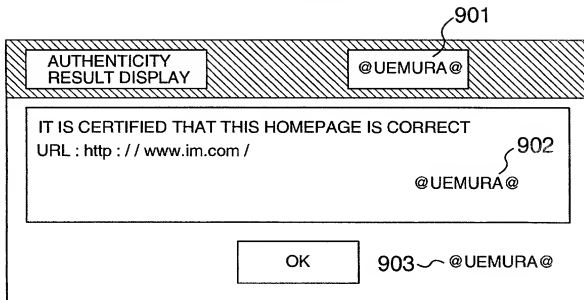 901
AUTHENTICITY
RESULT DISPLAY
@UEMURA@
IT IS CERTIFIED THAT THIS HOMEPAGE IS CORRECT
URL : http : / / www.im.com /
902
@UEMURA@
OK
903
@UEMURA@